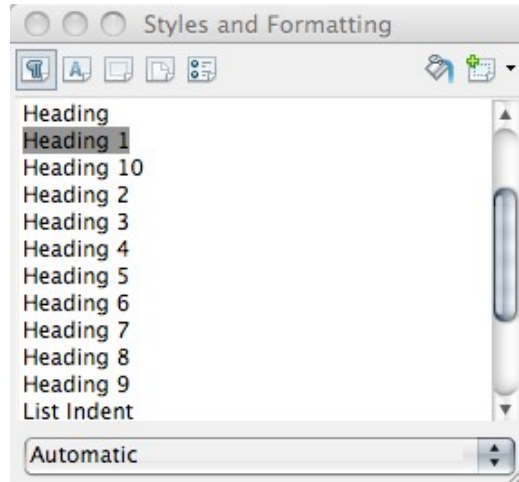 Styles and Formatting
Heading
Heading 1
Heading 10
Heading 2
Heading 3
Heading 4
Heading 5
Heading 6
Heading 7
Heading 8
Heading 9
List Indent
Automatic